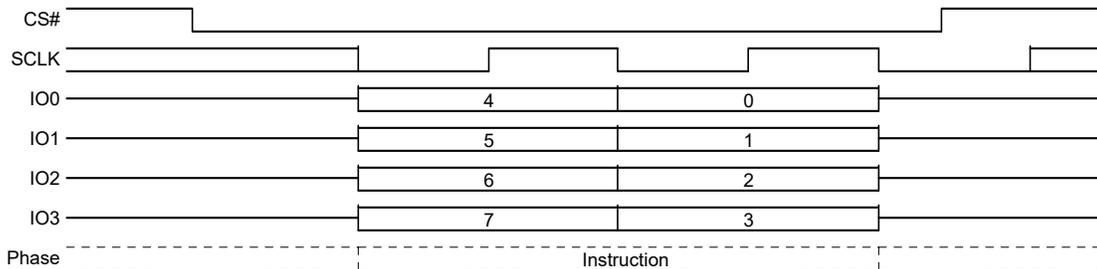 CS#
SCLK
IO0 4 0
IO1 5 1
IO2 6 2
IO3 7 3
Phase Instruction